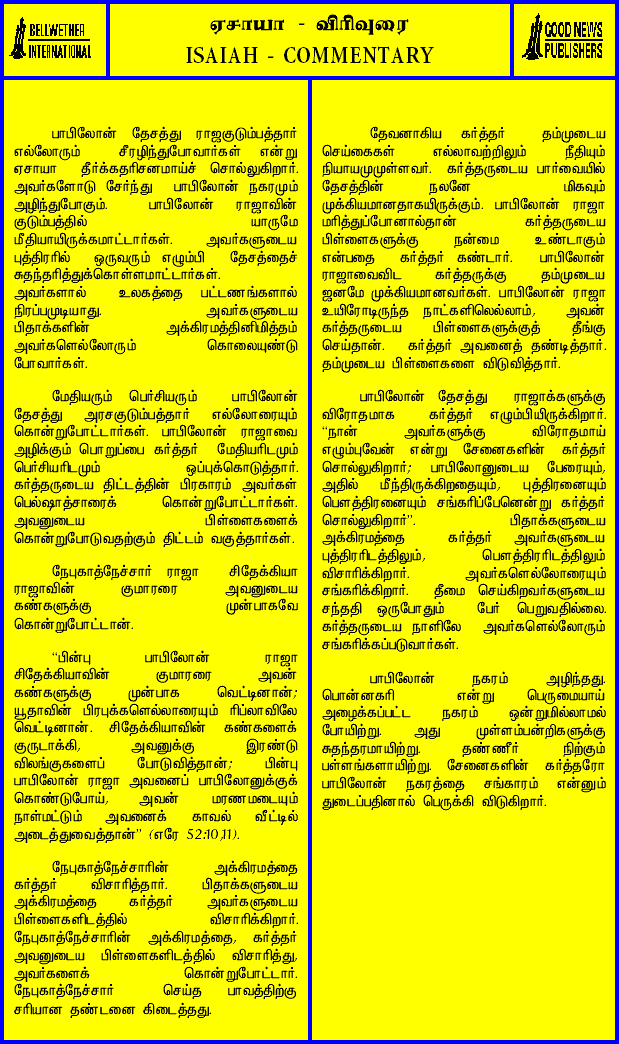 BELLWETHER
INTERNATIONAL
ஏசாயா - விரிவுரை
ISAIAH - COMMENTARY
GOOD NEWS
PUBLISHERS
பாபிலோன் தேசத்து ராஜகுடும்பத்தார்
எல்லோரும் சீரழிந்துபோவார்கள் என்று
ஏசாயா தீர்க்கதரிசனமாய்ச் சொல்லுகிறார்.
அவர்களோடு சேர்ந்து பாபிலோன் நகரமும்
அழிந்துபோகும். பாபிலோன் ராஜாவின்
குடும்பத்தில் யாருமே
மீதியாயிருக்கமாட்டார்கள். அவர்களுடைய
புத்திரரில் ஒருவரும் எழும்பி தேசத்தைச்
சுதந்தரித்துக்கொள்ளமாட்டார்கள்.
அவர்களால் உலகத்தை பட்டணங்களால்
நிரப்பமுடியாது. அவர்களுடைய
பிதாக்களின் அக்கிரமத்தினிமித்தம்
அவர்களெல்லோரும் கொலையுண்டு
போவார்கள்.
மேதியரும் பெர்சியரும் பாபிலோன்
தேசத்து அரசகுடும்பத்தார் எல்லோரையும்
கொன்றுபோட்டார்கள். பாபிலோன் ராஜாவை
அழிக்கும் பொறுப்பை கர்த்தர் மேதியரிடமும்
பெர்சியரிடமும் ஒப்புக்கொடுத்தார்.
கர்த்தருடைய திட்டத்தின் பிரகாரம் அவர்கள்
பெல்ஷாத்சாரைக் கொன்றுபோட்டார்கள்.
அவனுடைய பிள்ளைகளைக்
கொன்றுபோடுவதற்கும் திட்டம் வகுத்தார்கள்.
நேபுகாத்நேச்சார் ராஜா சிதேக்கியா
ராஜாவின் குமாரரை அவனுடைய
கண்களுக்கு முன்பாகவே
கொன்றுபோட்டான்.
“பின்பு பாபிலோன் ராஜா
சிதேக்கியாவின் குமாரரை அவன்
கண்களுக்கு முன்பாக வெட்டினான்;
யூதாவின் பிரபுக்களெல்லாரையும் ரிப்லாவிலே
வெட்டினான். சிதேக்கியாவின் கண்களைக்
குருடாக்கி, அவனுக்கு இரண்டு
விலங்குகளைப் போடுவித்தான்; பின்பு
பாபிலோன் ராஜா அவனைப் பாபிலோனுக்குக்
கொண்டுபோய், அவன் மரணமடையும்
நாள்மட்டும் அவனைக் காவல் வீட்டில்
அடைத்துவைத்தான்” (எரே 52:10,11).
நேபுகாத்நேச்சாரின் அக்கிரமத்தை
கர்த்தர் விசாரித்தார். பிதாக்களுடைய
அக்கிரமத்தை கர்த்தர் அவர்களுடைய
பிள்ளைகளிடத்தில் விசாரிக்கிறார்.
நேபுகாத்நேச்சாரின் அக்கிரமத்தை, கர்த்தர்
அவனுடைய பிள்ளைகளிடத்தில் விசாரித்து,
அவர்களைக் கொன்றுபோட்டார்.
நேபுகாத்நேச்சார் செய்த பாவத்திற்கு
சரியான தண்டனை கிடைத்தது.
தேவனாகிய கர்த்தர் தம்முடைய
செய்கைகள் எல்லாவற்றிலும் நீதியும்
நியாயமுமுள்ளவர். கர்த்தருடைய பார்வையில்
தேசத்தின் நலனே மிகவும்
முக்கியமானதாகயிருக்கும். பாபிலோன் ராஜா
மரித்துப்போனால்தான் கர்த்தருடைய
பிள்ளைகளுக்கு நன்மை உண்டாகும்
என்பதை கர்த்தர் கண்டார். பாபிலோன்
ராஜாவைவிட கர்த்தருக்கு தம்முடைய
ஜனமே முக்கியமானவர்கள். பாபிலோன் ராஜா
உயிரோடிருந்த நாட்களிலெல்லாம், அவன்
கர்த்தருடைய பிள்ளைகளுக்குத் தீங்கு
செய்தான். கர்த்தர் அவனைத் தண்டித்தார்.
தம்முடைய பிள்ளைகளை விடுவித்தார்.
பாபிலோன் தேசத்து ராஜாக்களுக்கு
விரோதமாக கர்த்தர் எழும்பியிருக்கிறார்.
“நான் அவர்களுக்கு விரோதமாய்
எழும்புவேன் என்று சேனைகளின் கர்த்தர்
சொல்லுகிறார்; பாபிலோனுடைய பேரையும்,
அதில் மீந்திருக்கிறதையும், புத்திரனையும்
பௌத்திரனையும் சங்கரிப்பேனென்று கர்த்தர்
சொல்லுகிறார்”. பிதாக்களுடைய
அக்கிரமத்தை கர்த்தர் அவர்களுடைய
புத்திரரிடத்திலும், பௌத்திரரிடத்திலும்
விசாரிக்கிறார். அவர்களெல்லோரையும்
சங்கரிக்கிறார். தீமை செய்கிறவர்களுடைய
சந்ததி ஒருபோதும் பேர் பெறுவதில்லை.
கர்த்தருடைய நாளிலே அவர்களெல்லோரும்
சங்கரிக்கப்படுவார்கள்.
பாபிலோன் நகரம் அழிந்தது.
பொன்னகரி என்று பெருமையாய்
அழைக்கப்பட்ட நகரம் ஒன்றுமில்லாமல்
போயிற்று. அது முள்ளம்பன்றிகளுக்கு
சுதந்தரமாயிற்று. தண்ணீர் நிற்கும்
பள்ளங்களாயிற்று. சேனைகளின் கர்த்தரோ
பாபிலோன் நகரத்தை சங்காரம் என்னும்
துடைப்பதினால் பெருக்கி விடுகிறார்.